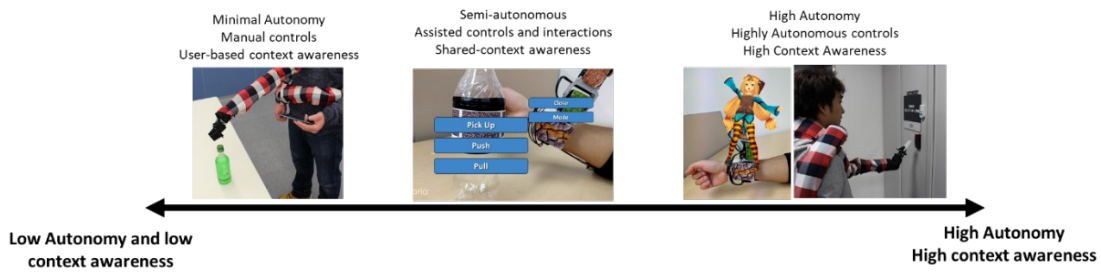 Minimal Autonomy
Manual controls
User-based context awareness
Semi-autonomous
Assisted controls and interactions
Shared-context awareness
High Autonomy
Highly Autonomous controls
High Context Awareness
Close
Mode
Pick Up
Push
Pull
Low Autonomy and low
context awareness
High Autonomy
High context awareness